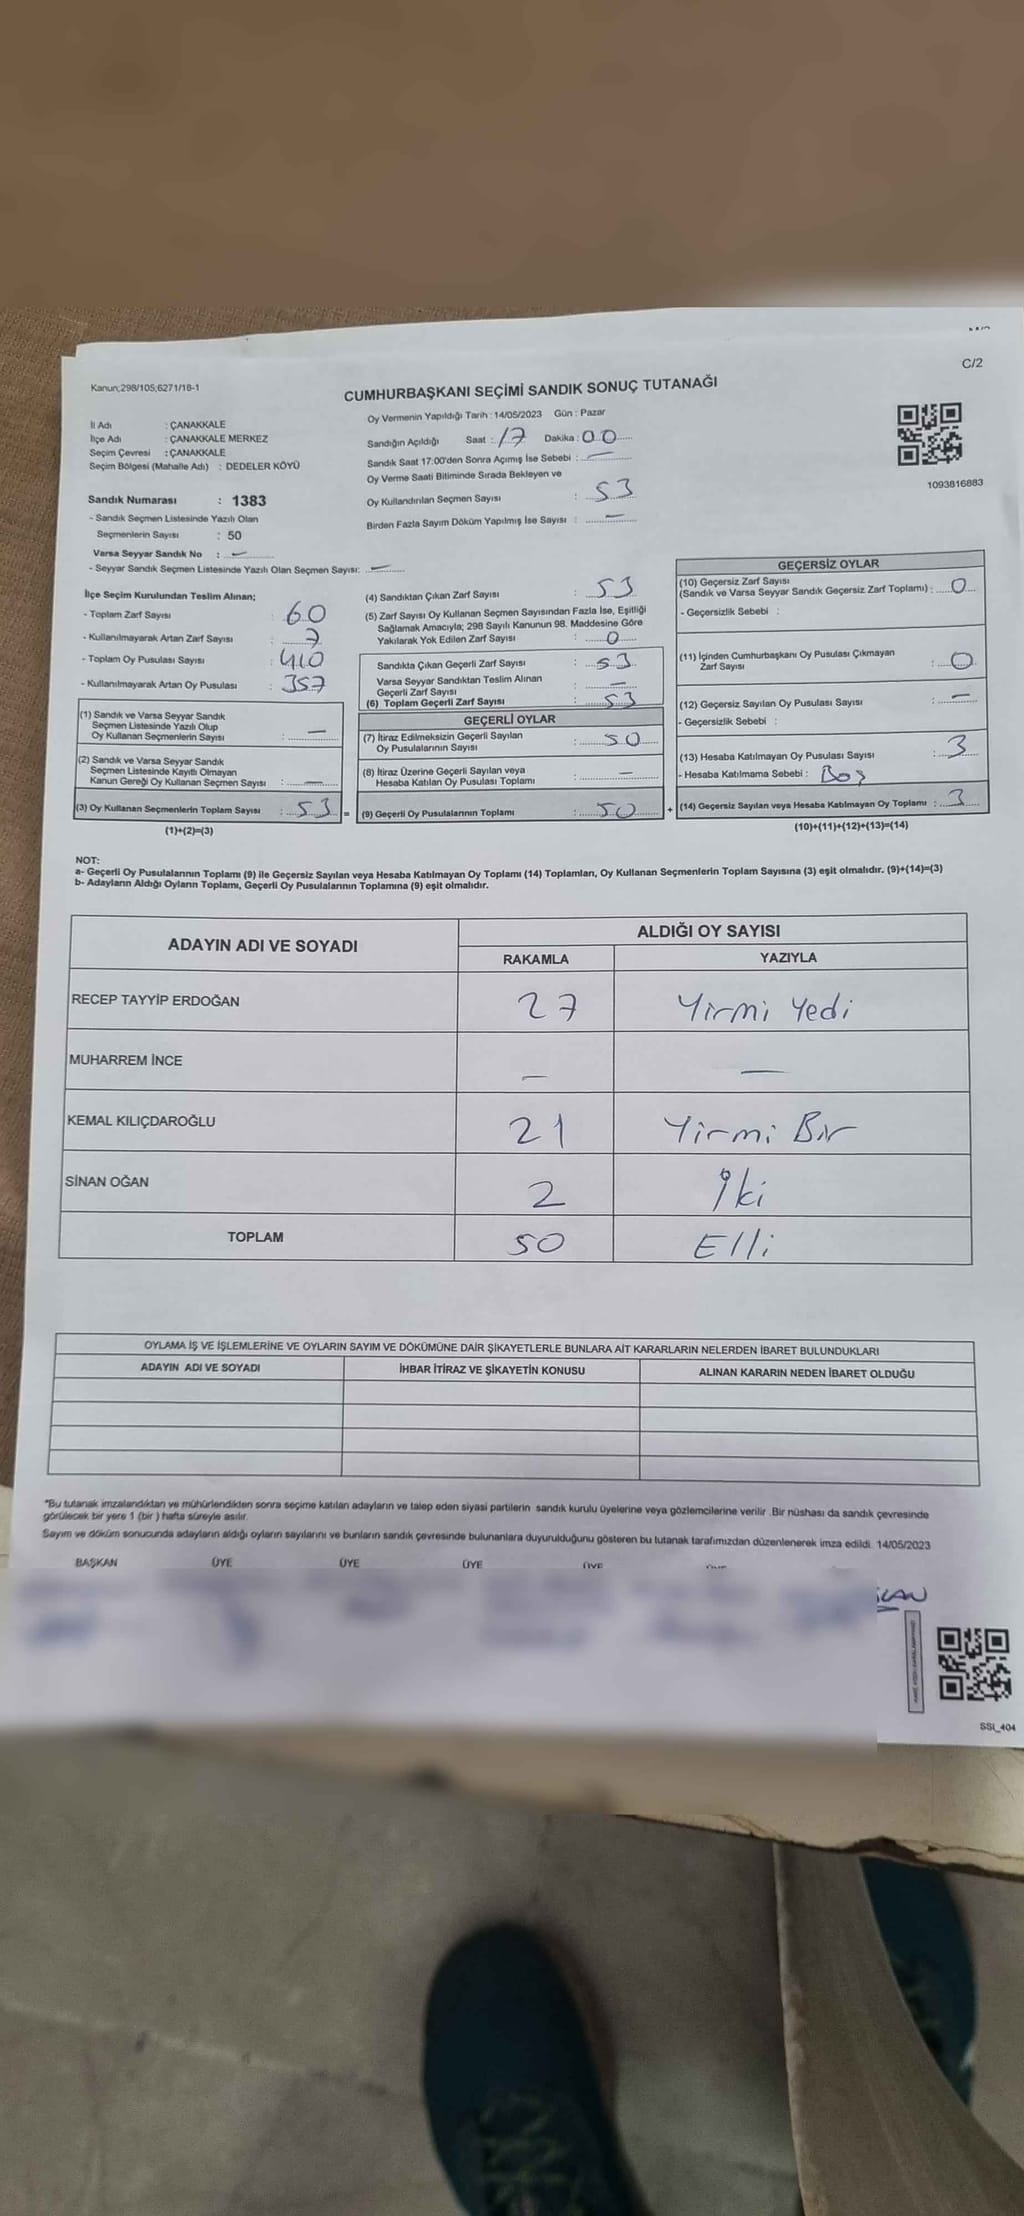 C/2
Kanun;298/105;6271/18-1
CUMHURBAŞKANI SEÇİMİ SANDIK SONUÇ TUTANAĞI
İl Adı : ÇANAKKALE
İlçe Adı : ÇANAKKALE MERKEZ
Seçim Çevresi : ÇANAKKALE
Seçim Bölgesi (Mahalle Adı) : DEDELER KÖYÜ
Sandık Numarası : 1383
- Sandık Seçmen Listesinde Yazılı Olan
Seçmenlerin Sayısı : 50
Varsa Seyyar Sandık No : —
- Seyyar Sandık Seçmen Listesinde Yazılı Olan Seçmen Sayısı: —
Oy Vermenin Yapıldığı Tarih : 14/05/2023 Gün : Pazar
Sandığın Açıldığı Saat : 17 Dakika : 00
Sandık Saat 17:00'den Sonra Açımış İse Sebebi : —
Oy Verme Saati Bitiminde Sırada Bekleyen ve
Oy Kullandırılan Seçmen Sayısı : 53
Birden Fazla Sayım Döküm Yapılmış İse Sayısı : —
1093816883
İlçe Seçim Kurulundan Teslim Alınan;
- Toplam Zarf Sayısı : 60
- Kullanılmayarak Artan Zarf Sayısı : 7
- Toplam Oy Pusulası Sayısı : 410
- Kullanılmayarak Artan Oy Pusulası : 357
(1) Sandık ve Varsa Seyyar Sandık
Seçmen Listesinde Yazılı Olup
Oy Kullanan Seçmenlerin Sayısı : —
(2) Sandık ve Varsa Seyyar Sandık
Seçmen Listesinde Kayıtlı Olmayan
Kanun Gereği Oy Kullanan Seçmen Sayısı : —
(3) Oy Kullanan Seçmenlerin Toplam Sayısı : 53 =
(1)+(2)=(3)
(4) Sandıktan Çıkan Zarf Sayısı : 53
(5) Zarf Sayısı Oy Kullanan Seçmen Sayısından Fazla İse, Eşitliği
Sağlamak Amacıyla; 298 Sayılı Kanunun 98. Maddesine Göre
Yakılarak Yok Edilen Zarf Sayısı : 0
Sandıkta Çıkan Geçerli Zarf Sayısı : 53
Varsa Seyyar Sandıktan Teslim Alınan
Geçerli Zarf Sayısı : —
(6) Toplam Geçerli Zarf Sayısı : 53
GEÇERLİ OYLAR
(7) İtiraz Edilmeksizin Geçerli Sayılan
Oy Pusulalarının Sayısı : 50
(8) İtiraz Üzerine Geçerli Sayılan veya
Hesaba Katılan Oy Pusulası Toplamı : —
(9) Geçerli Oy Pusulalarının Toplamı : 50 +
GEÇERSİZ OYLAR
(10) Geçersiz Zarf Sayısı
(Sandık ve Varsa Seyyar Sandık Geçersiz Zarf Toplamı) : 0
- Geçersizlik Sebebi :
(11) İçinden Cumhurbaşkanı Oy Pusulası Çıkmayan
Zarf Sayısı : 0
(12) Geçersiz Sayılan Oy Pusulası Sayısı : —
- Geçersizlik Sebebi :
(13) Hesaba Katılmayan Oy Pusulası Sayısı : 3
- Hesaba Katılmama Sebebi : Boş
(14) Geçersiz Sayılan veya Hesaba Katılmayan Oy Toplamı : 3
(10)+(11)+(12)+(13)=(14)
NOT:
a- Geçerli Oy Pusulalarının Toplamı (9) ile Geçersiz Sayılan veya Hesaba Katılmayan Oy Toplamı (14) Toplamları, Oy Kullanan Seçmenlerin Toplam Sayısına (3) eşit olmalıdır. (9)+(14)=(3)
b- Adayların Aldığı Oyların Toplamı, Geçerli Oy Pusulalarının Toplamına (9) eşit olmalıdır.
ADAYIN ADI VE SOYADI
ALDIĞI OY SAYISI
RAKAMLA YAZIYLA
RECEP TAYYİP ERDOĞAN 27 Yirmi Yedi
MUHARREM İNCE — —
KEMAL KILIÇDAROĞLU 21 Yirmi Bir
SİNAN OĞAN 2 İki
TOPLAM 50 Elli
OYLAMA İŞ VE İŞLEMLERİNE VE OYLARIN SAYIM VE DÖKÜMÜNE DAİR ŞİKAYETLERLE BUNLARA AİT KARARLARIN NELERDEN İBARET BULUNDUKLARI
ADAYIN ADI VE SOYADI İHBAR İTİRAZ VE ŞİKAYETİN KONUSU ALINAN KARARIN NEDEN İBARET OLDUĞU
*Bu tutanak imzalandıktan ve mühürlendikten sonra seçime katılan adayların ve talep eden siyasi partilerin sandık kurulu üyelerine veya gözlemcilerine verilir .Bir nüshası da sandık çevresinde
görülecek bir yere 1 (bir ) hafta süreyle asılır.
Sayım ve döküm sonucunda adayların aldığı oyların sayılarını ve bunların sandık çevresinde bulunanlara duyurulduğunu gösteren bu tutanak tarafımızdan düzenlenerek imza edildi. 14/05/2023
BAŞKAN ÜYE ÜYE ÜYE ÜYE
SSI_404